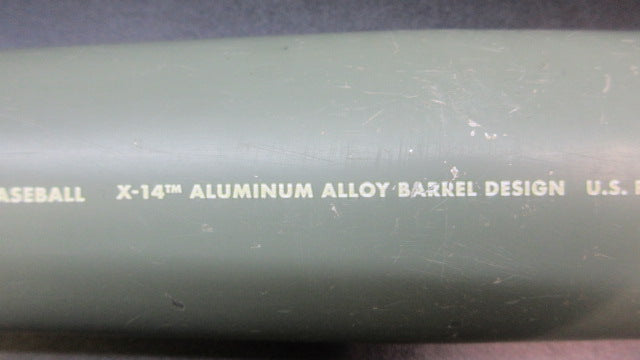 ASEBALL X-14™ ALUMINUM ALLOY BARREL DESIGN U.S.